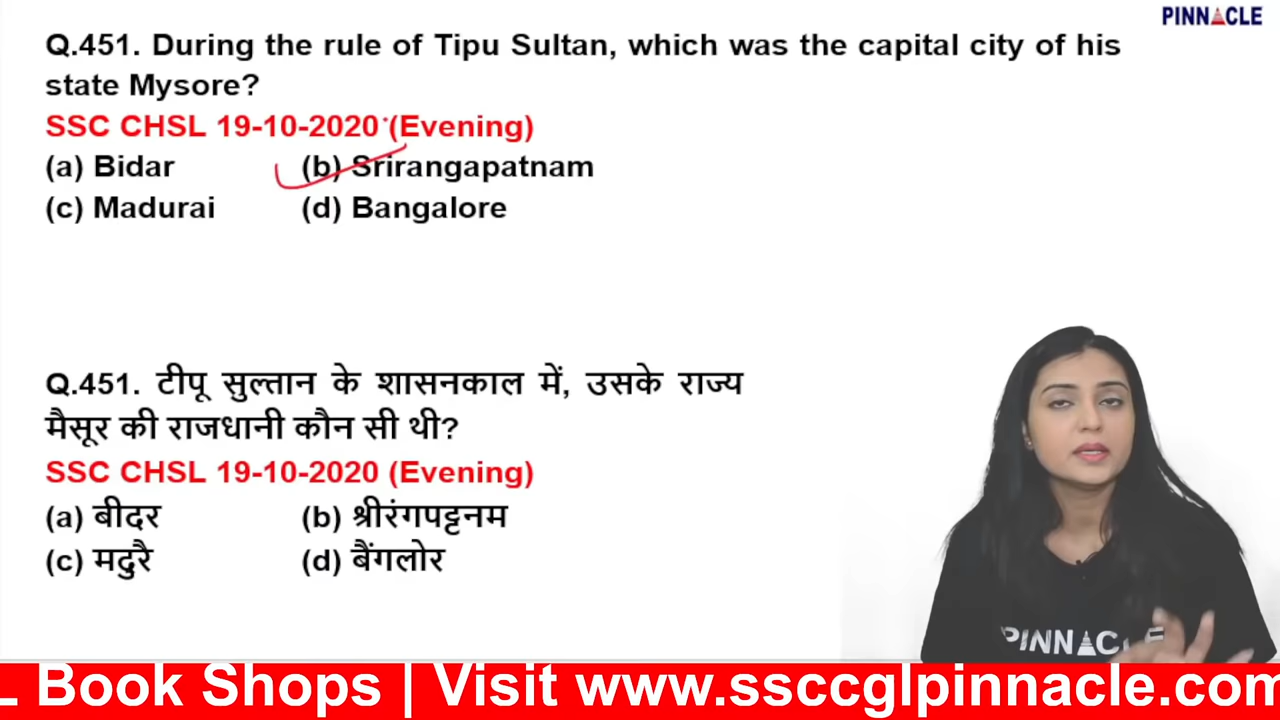 PINNACLE
Q.451. During the rule of Tipu Sultan, which was the capital city of his
state Mysore?
SSC CHSL 19-10-2020 (Evening)
(a) Bidar (b) Srirangapatnam
(c) Madurai (d) Bangalore
Q.451. टीपू सुल्तान के शासनकाल में, उसके राज्य
मैसूर की राजधानी कौन सी थी?
SSC CHSL 19-10-2020 (Evening)
(a) बीदर (b) श्रीरंगपट्टनम
(c) मदुरै (d) बैंगलोर
PINNACLE
L Book Shops | Visit www.ssccglpinnacle.com